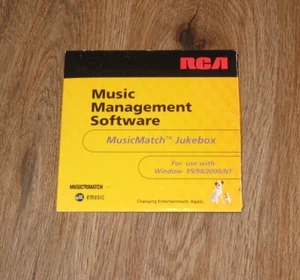 RCA
Music
Management
Software
MusicMatch™ Jukebox
For use with
Windows 95/98/2000/NT
MUSICMATCH
emusic
Changing Entertainment. Again.